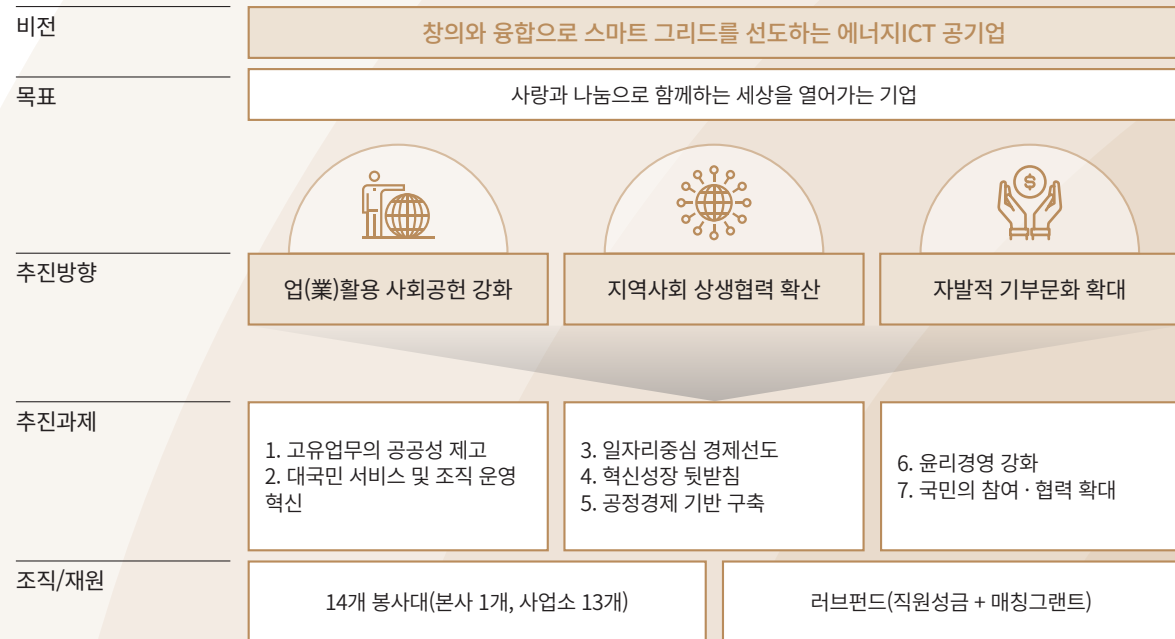 비전
창의와 융합으로 스마트 그리드를 선도하는 에너지ICT 공기업
목표
사랑과 나눔으로 함께하는 세상을 열어가는 기업
$
추진방향
업(業)활용 사회공헌 강화
지역사회 상생협력 확산
자발적 기부문화 확대
추진과제
1. 고유업무의 공공성 제고
2. 대국민 서비스 및 조직 운영
혁신
3. 일자리중심 경제선도
4. 혁신성장 뒷받침
5. 공정경제 기반 구축
6. 윤리경영 강화
7. 국민의 참여 · 협력 확대
조직/재원
14개 봉사대(본사 1개, 사업소 13개)
러브펀드(직원성금 + 매칭그랜트)